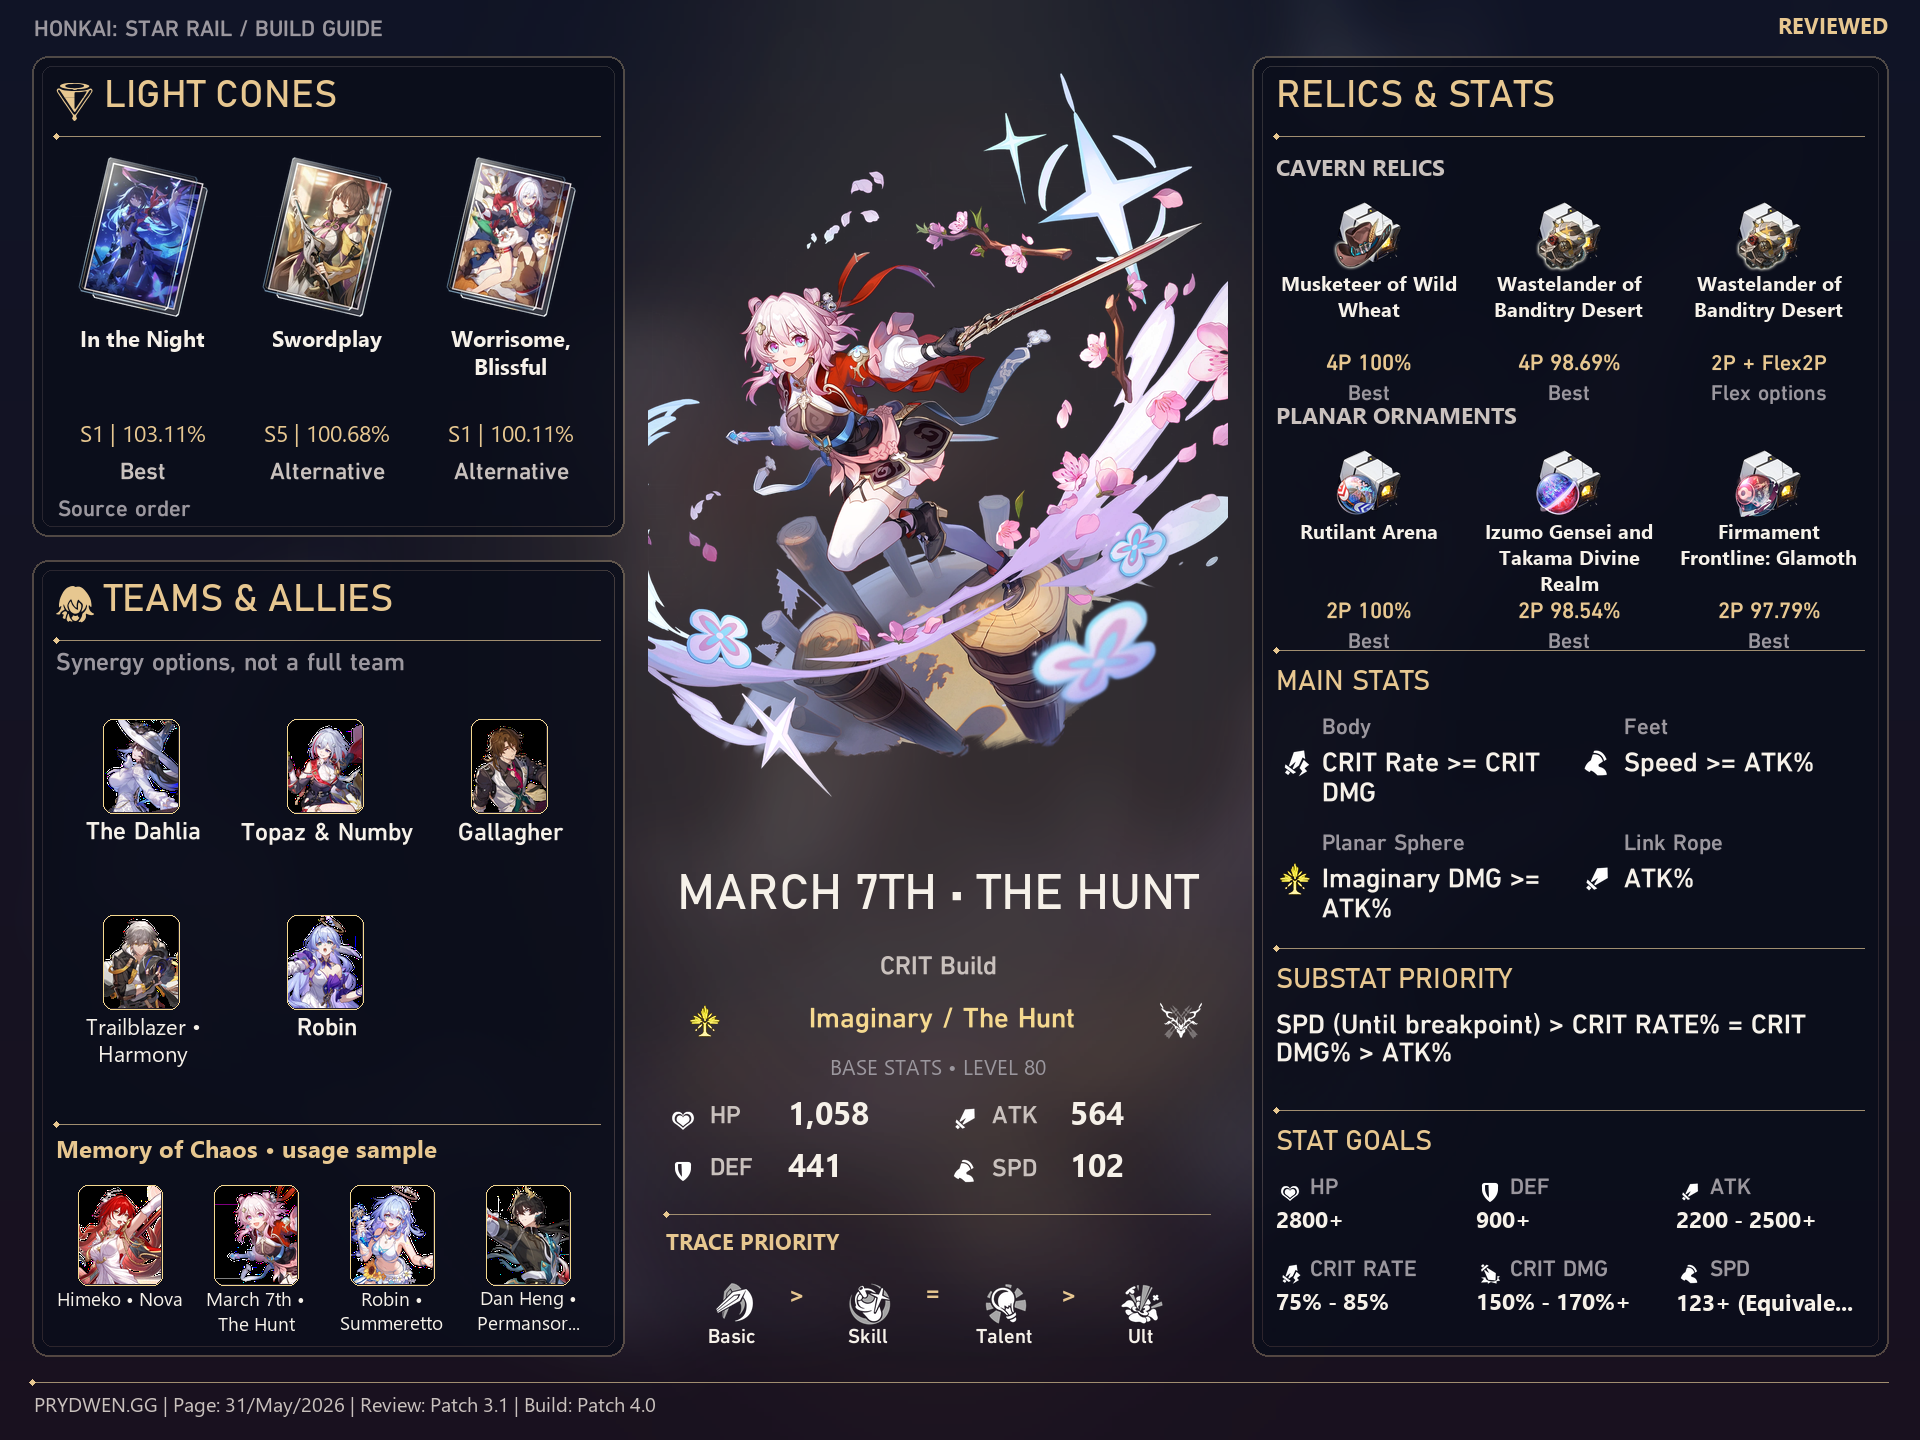 HONKAI: STAR RAIL / BUILD GUIDE
REVIEWED
LIGHT CONES
In the Night
Swordplay
Worrisome,
Blissful
S1 | 103.11%
S5 | 100.68%
S1 | 100.11%
Best
Alternative
Alternative
Source order
TEAMS & ALLIES
Synergy options, not a full team
The Dahlia
Topaz & Numby
Gallagher
Trailblazer •
Harmony
Robin
Memory of Chaos • usage sample
Himeko • Nova
March 7th •
The Hunt
Robin •
Summeretto
Dan Heng •
Permansor...
MARCH 7TH • THE HUNT
CRIT Build
Imaginary / The Hunt
BASE STATS • LEVEL 80
HP 1,058
ATK 564
DEF 441
SPD 102
TRACE PRIORITY
Basic > Skill = Talent > Ult
RELICS & STATS
CAVERN RELICS
Musketeer of Wild
Wheat
Wastelander of
Banditry Desert
Wastelander of
Banditry Desert
4P 100%
4P 98.69%
2P + Flex2P
Best
Best
Flex options
PLANAR ORNAMENTS
Rutilant Arena
Izumo Gensei and
Takama Divine
Realm
Firmament
Frontline: Glamoth
2P 100%
2P 98.54%
2P 97.79%
Best
Best
Best
MAIN STATS
Body
CRIT Rate >= CRIT
DMG
Feet
Speed >= ATK%
Planar Sphere
Imaginary DMG >=
ATK%
Link Rope
ATK%
SUBSTAT PRIORITY
SPD (Until breakpoint) > CRIT RATE% = CRIT
DMG% > ATK%
STAT GOALS
HP
2800+
DEF
900+
ATK
2200 - 2500+
CRIT RATE
75% - 85%
CRIT DMG
150% - 170%+
SPD
123+ (Equivale...
PRYDWEN.GG | Page: 31/May/2026 | Review: Patch 3.1 | Build: Patch 4.0